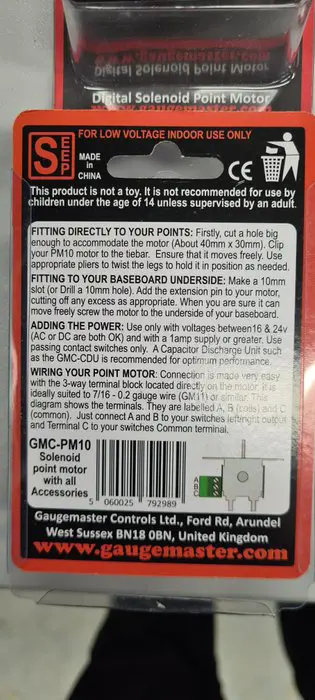 www.gaugemaster.com
Digital Solenoid Point Motor
Digital Solenoid Point Motor
www.gaugemaster.com
FOR LOW VOLTAGE INDOOR USE ONLY
SEEP
MADE IN CHINA
CE
This product is not a toy. It is not recommended for use by
children under the age of 14 unless supervised by an adult.
FITTING DIRECTLY TO YOUR POINTS: Firstly, cut a hole big
enough to accommodate the motor (About 40mm x 30mm). Clip
your PM10 motor to the tiebar. Ensure that it moves freely. Use
appropriate pliers to twist the legs to hold it in position as needed.
FITTING TO YOUR BASEBOARD UNDERSIDE: Make a 10mm
slot (or Drill a 10mm hole). Add the extension pin to your motor,
cutting off any excess as appropriate. When you are sure it can
move freely screw the motor to the underside of your baseboard.
ADDING THE POWER: Use only with voltages between16 & 24v
(AC or DC are both OK) and with a 1amp supply or greater. Use
passing contact switches only. A Capacitor Discharge Unit such
as the GMC-CDU is recommended for optimum performance.
WIRING YOUR POINT MOTOR: Connection is made very easy
with the 3-way terminal block located directly on the motor. It is
ideally suited to 7/16 - 0.2 gauge wire (GM11) or similar. This
diagram shows the terminals. They are labelled A, B and C
(common). Just connect A and B to your switches left/right output
and Terminal C to your switches Common terminal.
GMC-PM10
Solenoid
point motor
with all
Accessories
5 060025 792989
A
B
C
Gaugemaster Controls Ltd., Ford Rd, Arundel
West Sussex BN18 0BN, United Kingdom
www.gaugemaster.com